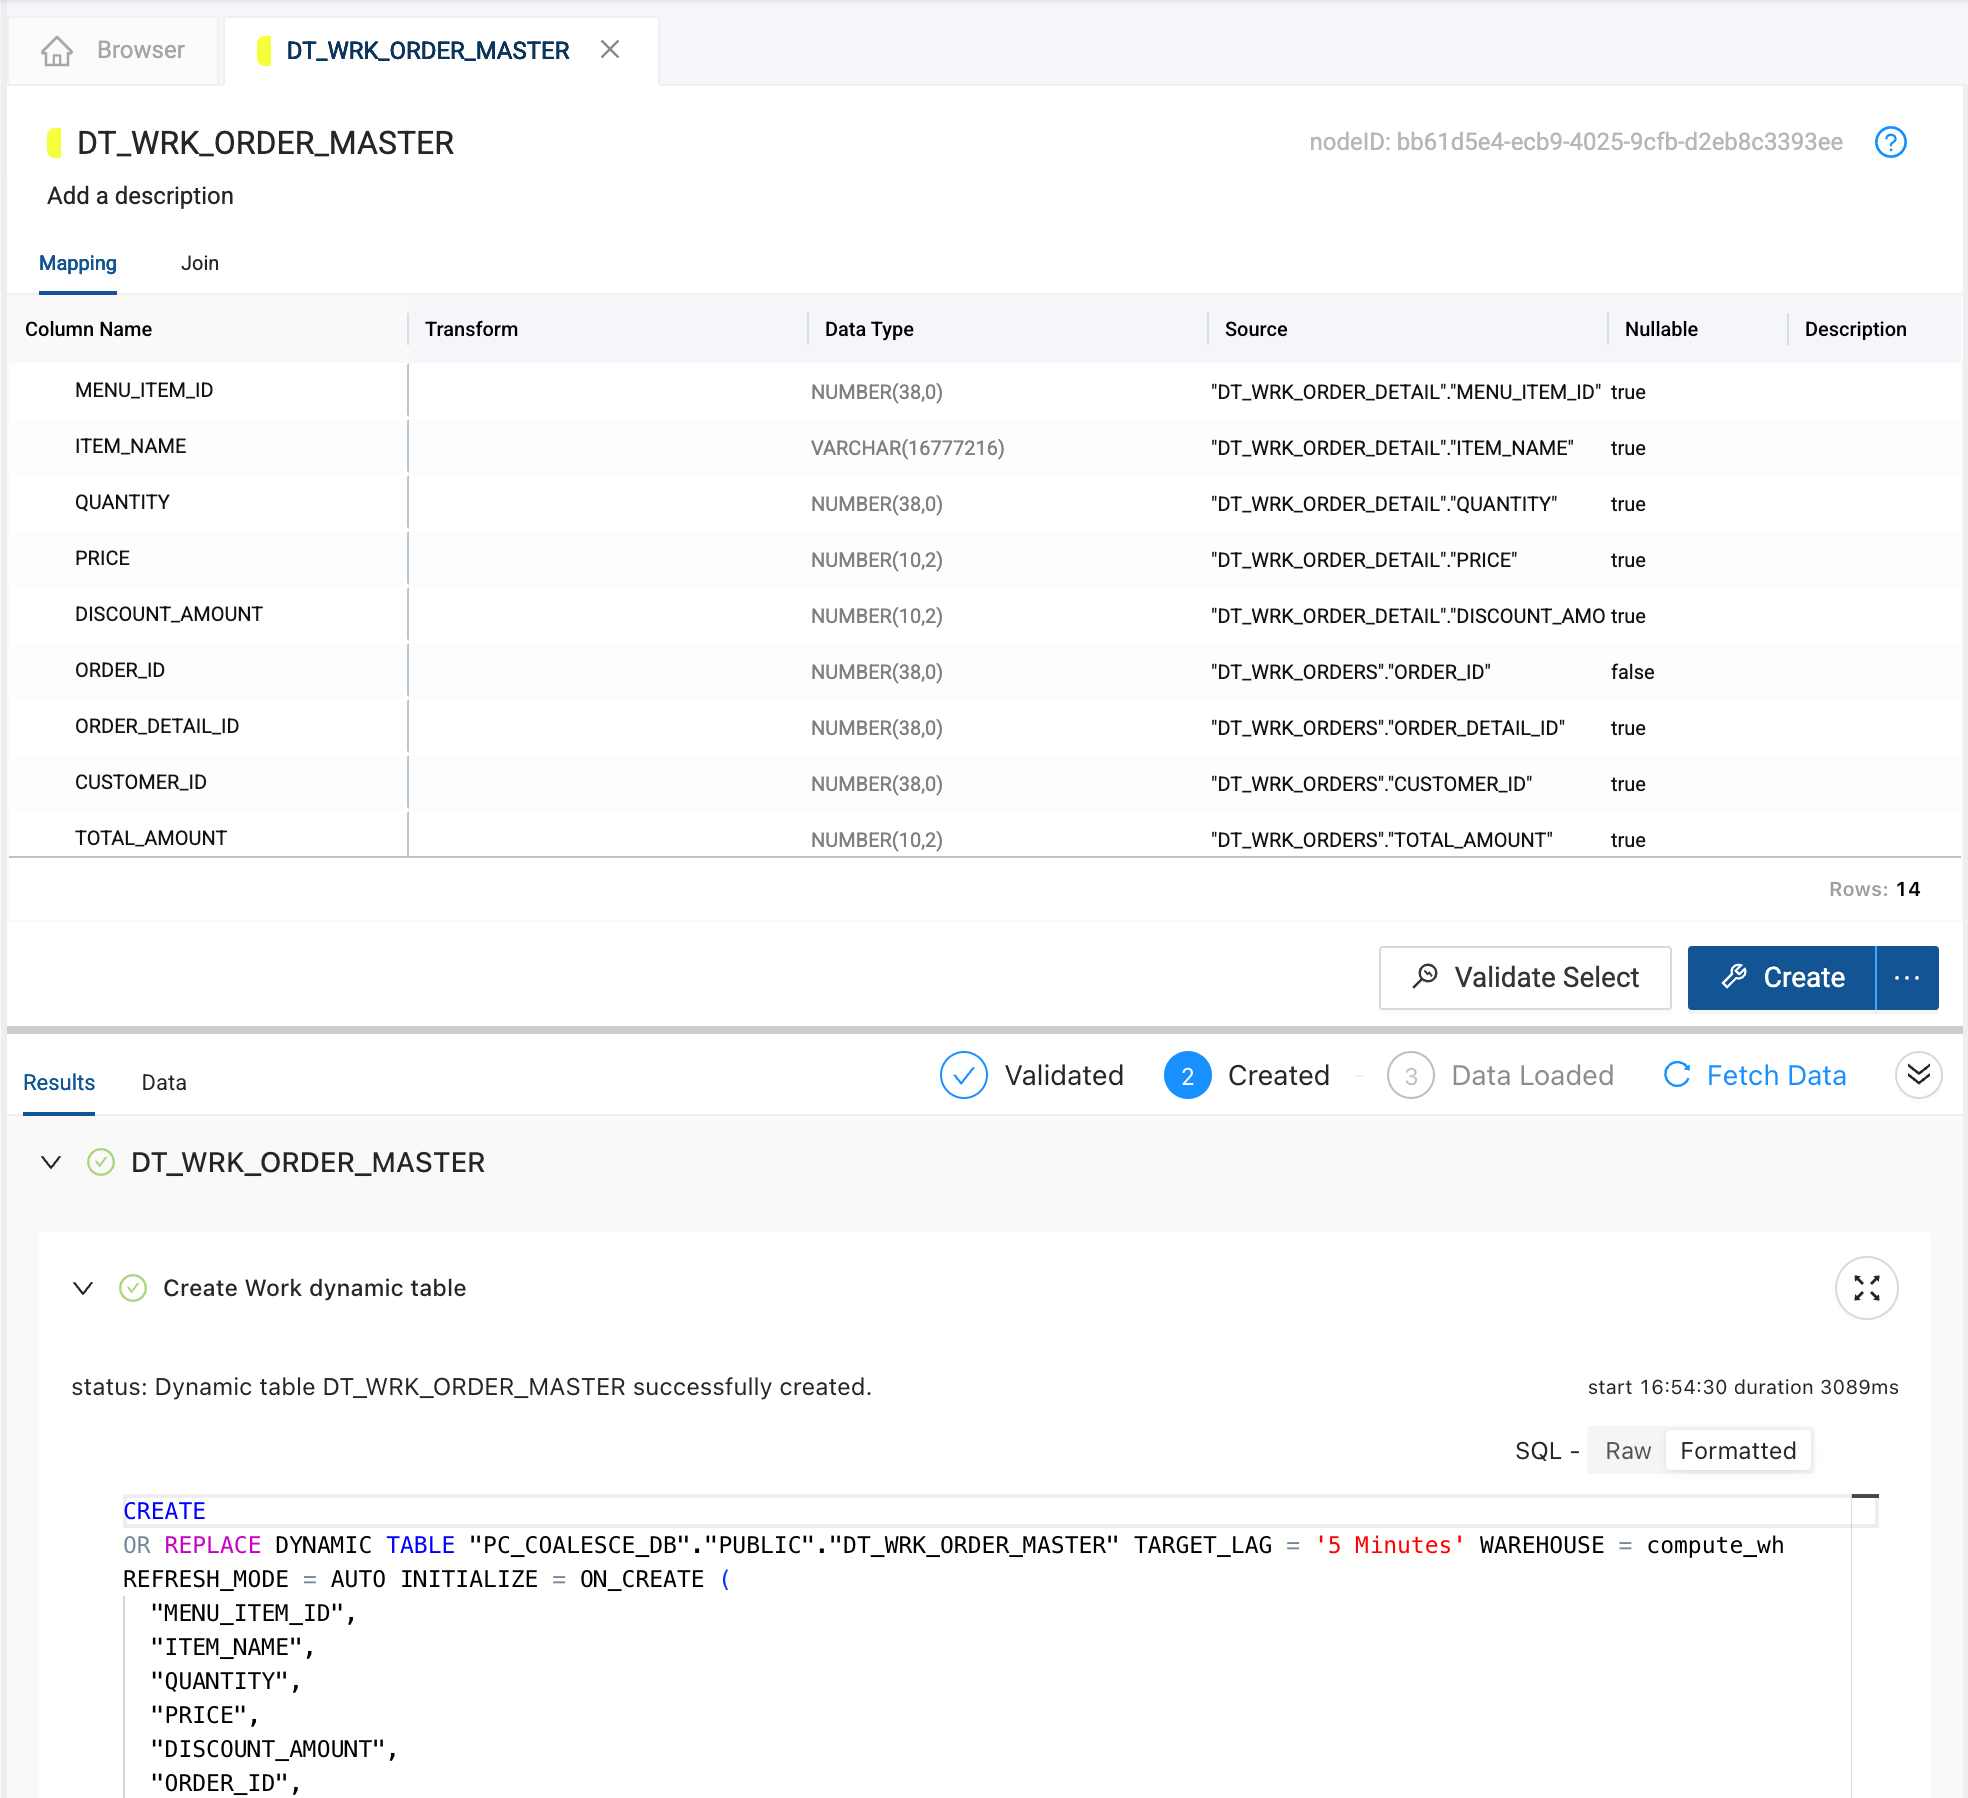 Browser
DT_WRK_ORDER_MASTER
DT_WRK_ORDER_MASTER
nodeID: bb61d5e4-ecb9-4025-9cfb-d2eb8c3393ee
?
Add a description
Mapping Join
Column Name Transform Data Type Source Nullable Description
MENU_ITEM_ID NUMBER(38,0) "DT_WRK_ORDER_DETAIL"."MENU_ITEM_ID" true
ITEM_NAME VARCHAR(16777216) "DT_WRK_ORDER_DETAIL"."ITEM_NAME" true
QUANTITY NUMBER(38,0) "DT_WRK_ORDER_DETAIL"."QUANTITY" true
PRICE NUMBER(10,2) "DT_WRK_ORDER_DETAIL"."PRICE" true
DISCOUNT_AMOUNT NUMBER(10,2) "DT_WRK_ORDER_DETAIL"."DISCOUNT_AMO true
ORDER_ID NUMBER(38,0) "DT_WRK_ORDERS"."ORDER_ID" false
ORDER_DETAIL_ID NUMBER(38,0) "DT_WRK_ORDERS"."ORDER_DETAIL_ID" true
CUSTOMER_ID NUMBER(38,0) "DT_WRK_ORDERS"."CUSTOMER_ID" true
TOTAL_AMOUNT NUMBER(10,2) "DT_WRK_ORDERS"."TOTAL_AMOUNT" true
Rows: 14
Validate Select Create ...
Results Data Validated 2 Created - 3 Data Loaded Fetch Data
DT_WRK_ORDER_MASTER
Create Work dynamic table
status: Dynamic table DT_WRK_ORDER_MASTER successfully created. start 16:54:30 duration 3089ms
SQL - Raw Formatted
CREATE
OR REPLACE DYNAMIC TABLE "PC_COALESCE_DB"."PUBLIC"."DT_WRK_ORDER_MASTER" TARGET_LAG = '5 Minutes' WAREHOUSE = compute_wh
REFRESH_MODE = AUTO INITIALIZE = ON_CREATE (
"MENU_ITEM_ID",
"ITEM_NAME",
"QUANTITY",
"PRICE",
"DISCOUNT_AMOUNT",
"ORDER_ID",